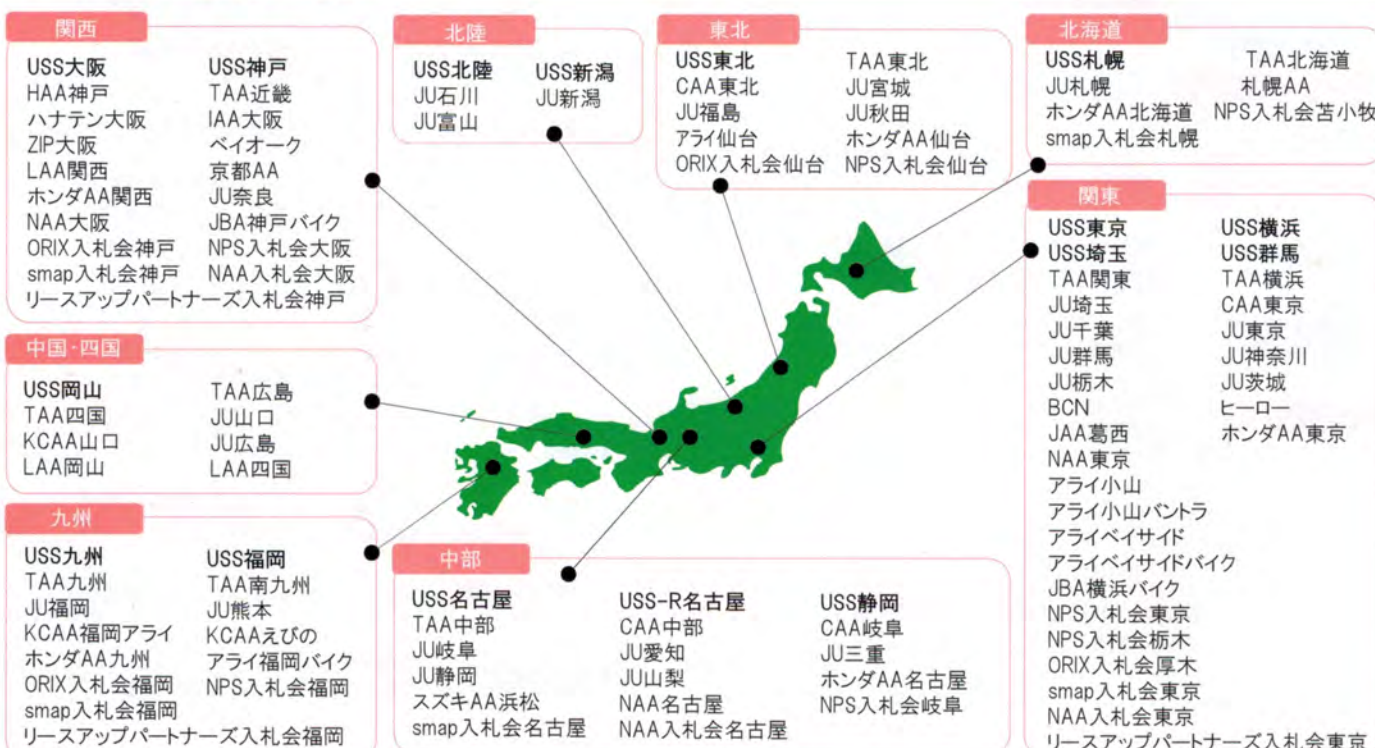 関西
USS大阪 USS神戸
HAA神戸 TAA近畿
ハナテン大阪 IAA大阪
ZIP大阪 ベイオーク
LAA関西 京都AA
ホンダAA関西 JU奈良
NAA大阪 JBA神戸バイク
ORIX入札会神戸 NPS入札会大阪
smap入札会神戸 NAA入札会大阪
リースアップパートナーズ入札会神戸
北陸
USS北陸 USS新潟
JU石川 JU新潟
JU富山
東北
USS東北 TAA東北
CAA東北 JU宮城
JU福島 JU秋田
アライ仙台 ホンダAA仙台
ORIX入札会仙台 NPS入札会仙台
北海道
USS札幌 TAA北海道
JU札幌 札幌AA
ホンダAA北海道 NPS入札会苫小牧
smap入札会札幌
関東
USS東京 USS横浜
USS埼玉 USS群馬
TAA関東 TAA横浜
JU埼玉 CAA東京
JU千葉 JU東京
JU群馬 JU神奈川
JU栃木 JU茨城
BCN ヒーロー
JAA葛西 ホンダAA東京
NAA東京
アライ小山
アライ小山バントラ
アライベイサイド
アライベイサイドバイク
JBA横浜バイク
NPS入札会東京
NPS入札会栃木
ORIX入札会厚木
smap入札会東京
NAA入札会東京
リースアップパートナーズ入札会東京
中国・四国
USS岡山 TAA広島
TAA四国 JU山口
KCAA山口 JU広島
LAA岡山 LAA四国
九州
USS九州 USS福岡
TAA九州 TAA南九州
JU福岡 JU熊本
KCAA福岡アライ KCAAえびの
ホンダAA九州 アライ福岡バイク
ORIX入札会福岡 NPS入札会福岡
smap入札会福岡
リースアップパートナーズ入札会福岡
中部
USS名古屋 USS-R名古屋 USS静岡
TAA中部 CAA中部 CAA岐阜
JU岐阜 JU愛知 JU三重
JU静岡 JU山梨 ホンダAA名古屋
スズキAA浜松 NAA名古屋 NPS入札会岐阜
smap入札会名古屋 NAA入札会名古屋